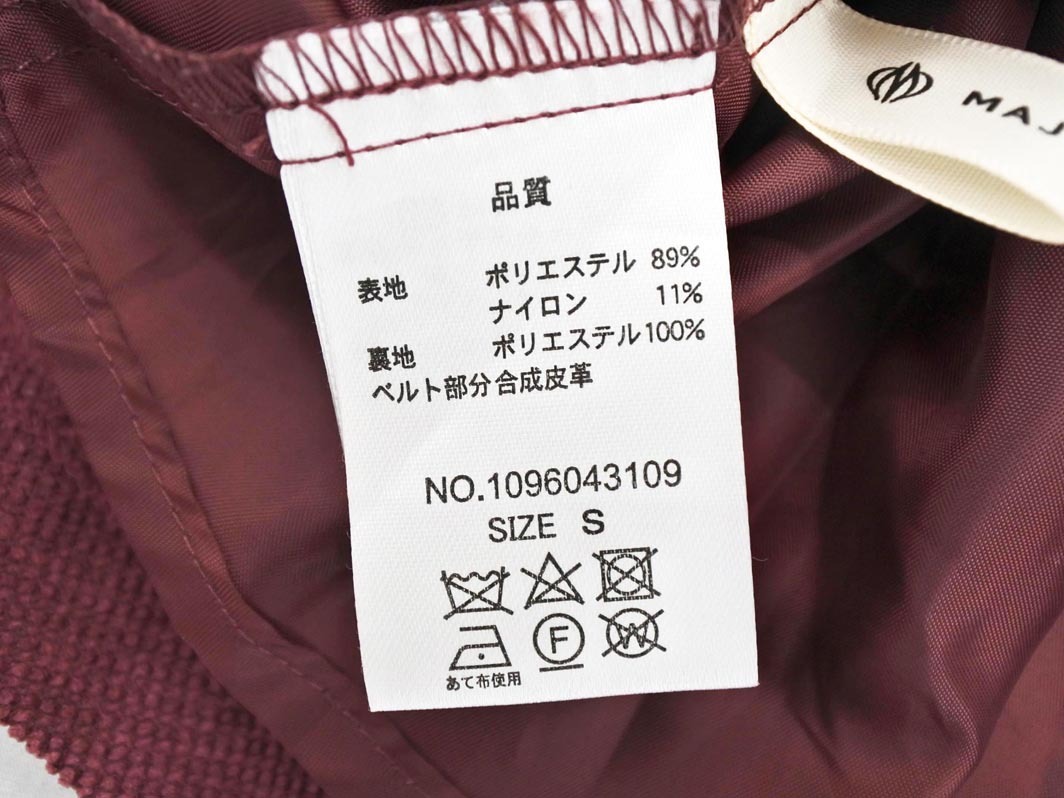 MAJ
品質
表地 ポリエステル 89%
ナイロン 11%
裏地 ポリエステル100%
ベルト部分合成皮革
NO.1096043109
SIZE S
F W
あて布使用